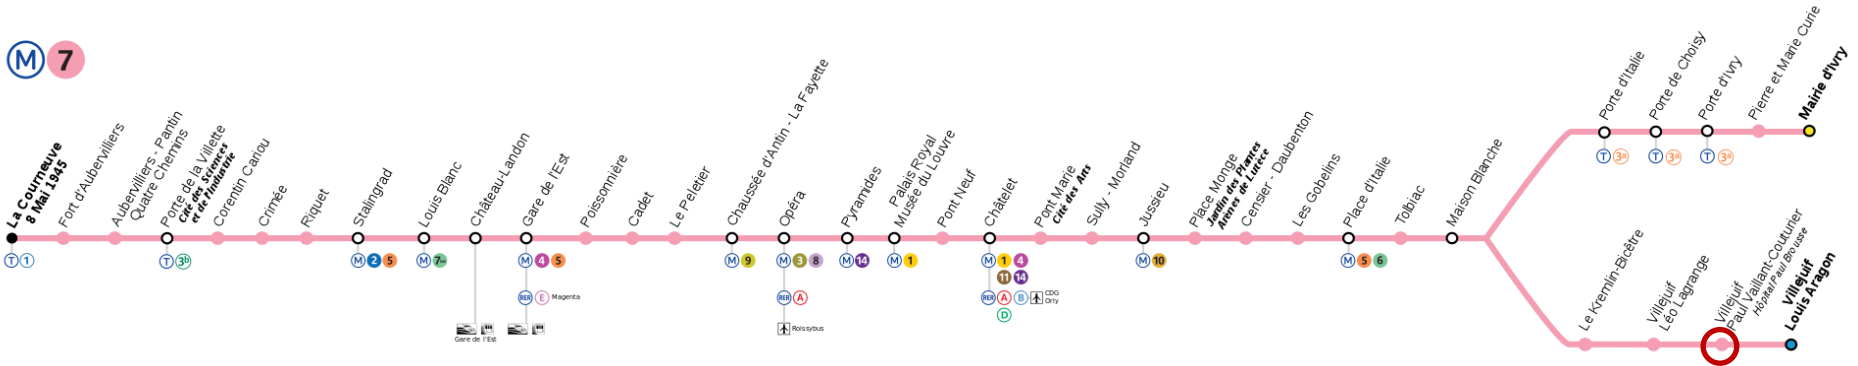 M 7
La Courneuve
8 Mai 1945
T 1
Fort d'Aubervilliers
Aubervilliers - Pantin
Quatre Chemins
Porte de la Villette
Cité des Sciences
et de l'Industrie
T 3b
Corentin Cariou
Crimée
Riquet
Stalingrad
M 2 5
Louis Blanc
M 7bis
Château-Landon
Gare de l'Est
Gare de l'Est
M 4 5
RER E Magenta
Poissonnière
Cadet
Le Peletier
Chaussée d'Antin - La Fayette
M 9
Opéra
M 3 8
RER A
Roissybus
Pyramides
M 14
Palais Royal
Musée du Louvre
M 1
Pont Neuf
Châtelet
M 1 4
11 14
RER A B
D
CDG
Orly
Pont Marie
Cité des Arts
Sully - Morland
Jussieu
M 10
Place Monge
Jardin des Plantes
Arènes de Lutèce
Censier - Daubenton
Les Gobelins
Place d'Italie
M 5 6
Tolbiac
Maison Blanche
Porte d'Italie
T 3a
Porte de Choisy
T 3a
Porte d'Ivry
T 3a
Pierre et Marie Curie
Mairie d'Ivry
Le Kremlin-Bicêtre
Villejuif
Léo Lagrange
Villejuif
Paul Vaillant-Couturier
Hôpital Paul Brousse
Villejuif
Louis Aragon